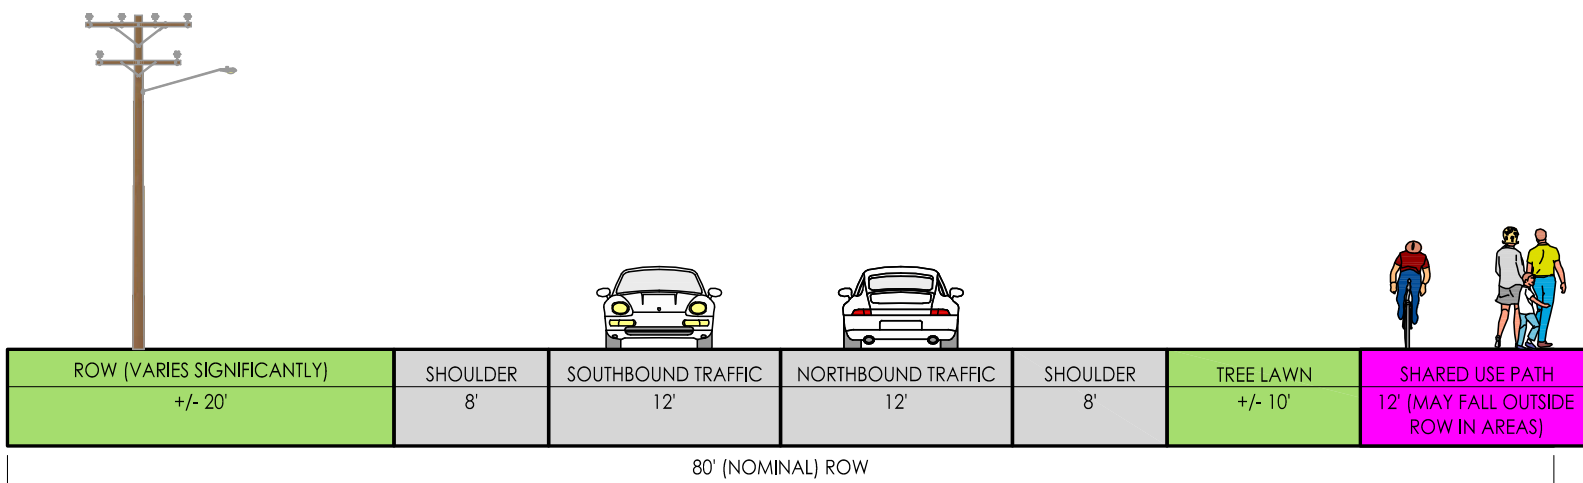 ROW (VARIES SIGNIFICANTLY)
+/- 20'
SHOULDER
8'
SOUTHBOUND TRAFFIC
12'
NORTHBOUND TRAFFIC
12'
SHOULDER
8'
TREE LAWN
+/- 10'
SHARED USE PATH
12' (MAY FALL OUTSIDE
ROW IN AREAS)
80' (NOMINAL) ROW